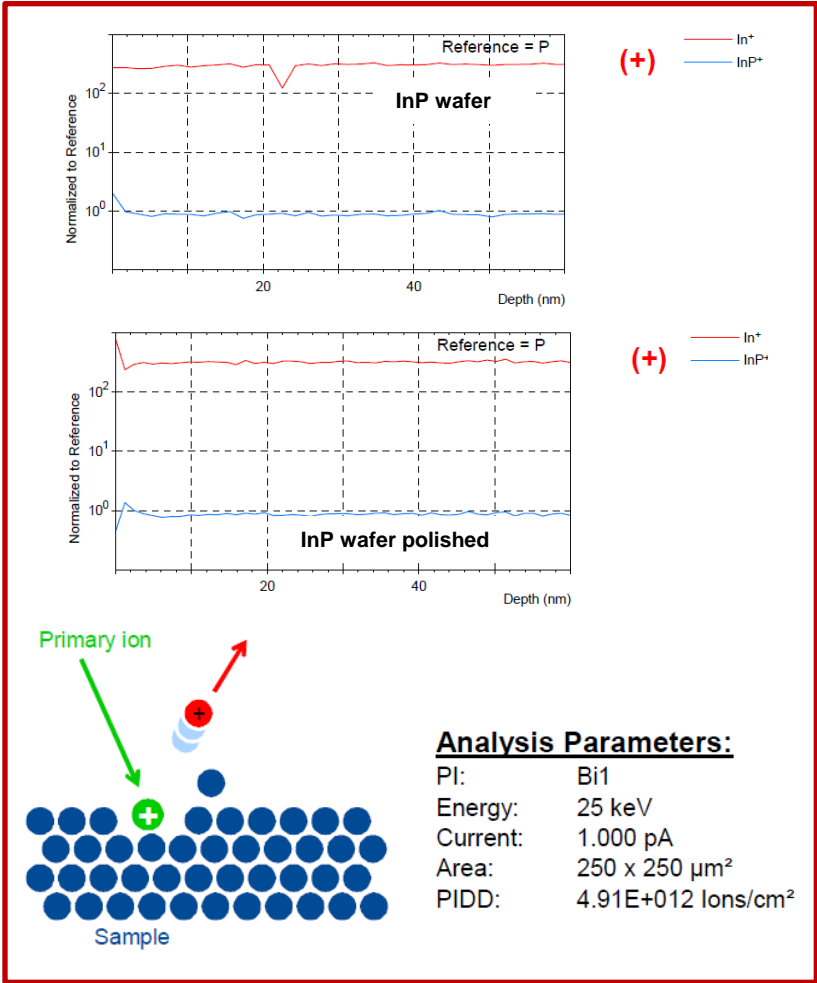 Reference = P
(+)
In⁺
InP⁺
10²
10¹
10⁰
Normalized to Reference
InP wafer
20
40
Depth (nm)
Reference = P
(+)
In⁺
InP⁺
10²
10¹
10⁰
Normalized to Reference
InP wafer polished
20
40
Depth (nm)
Primary ion
+
+
Sample
Analysis Parameters:
PI: Bi1
Energy: 25 keV
Current: 1.000 pA
Area: 250 x 250 µm²
PIDD: 4.91E+012 Ions/cm²